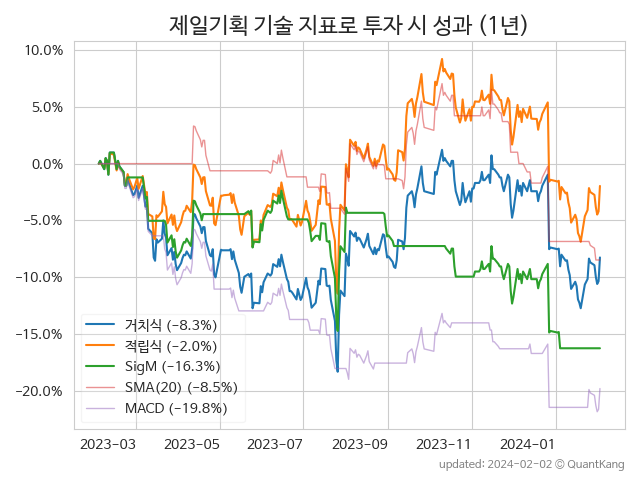 제일기획 기술 지표로 투자 시 성과 (1년)
10.0%
5.0%
0.0%
−5.0%
−10.0%
−15.0%
−20.0%
거치식 (−8.3%)
적립식 (−2.0%)
SigM (−16.3%)
SMA(20) (−8.5%)
MACD (−19.8%)
2023−03 2023−05 2023−07 2023−09 2023−11 2024−01
updated: 2024−02−02 ⓒ QuantKang